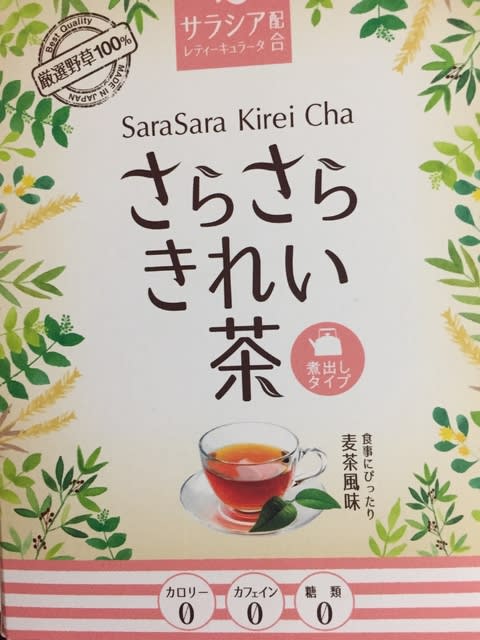 サラシア配合
レティーキュラータ
Best Quality
厳選野草100%
MADE IN JAPAN
SaraSara Kirei Cha
さらさら
きれい
茶
煮出し
タイプ
食事にぴったり
麦茶風味
カロリー
0
カフェイン
0
糖類
0